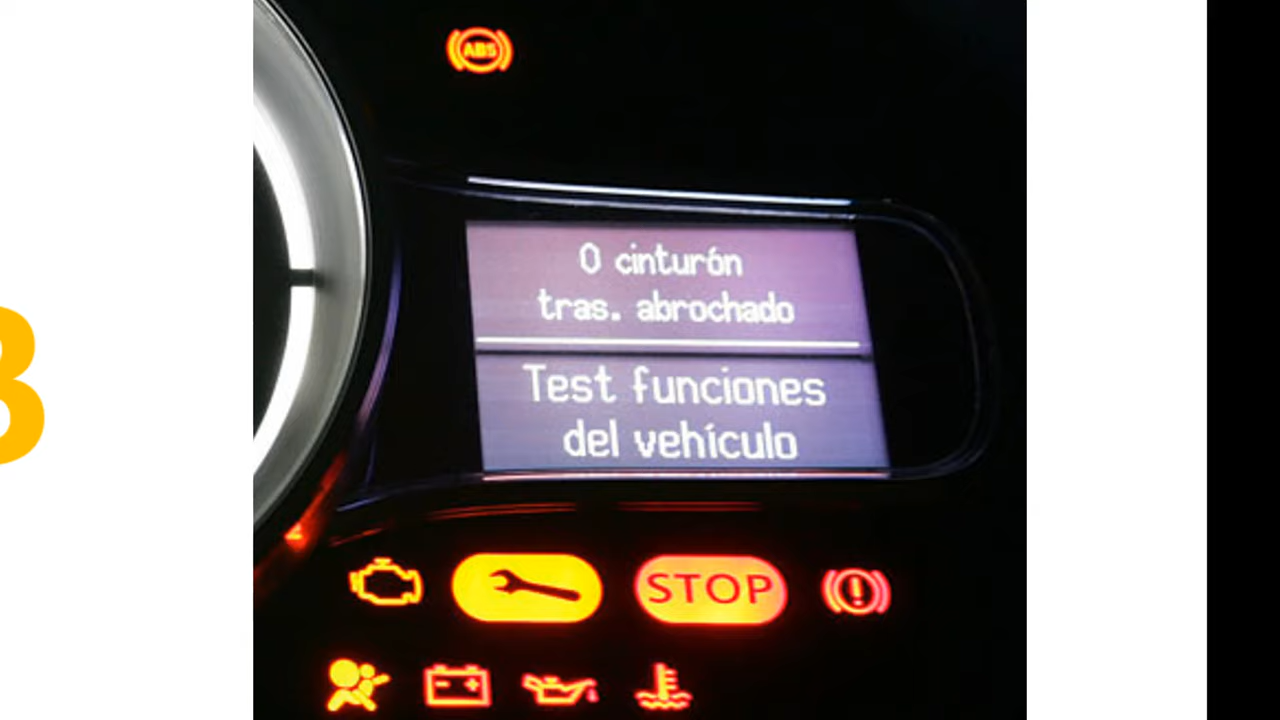 ABS
0 cinturón
tras. abrochado
Test funciones
del vehículo
STOP